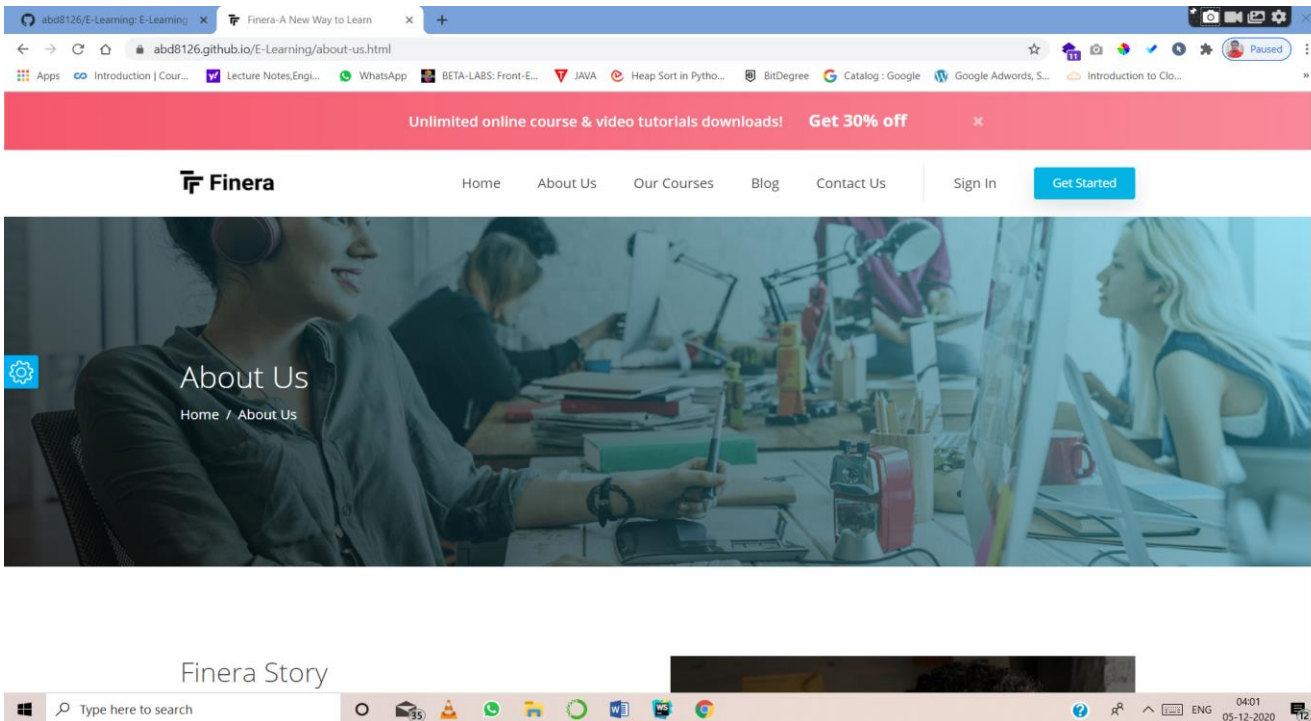 abd8126/E-Learning: E-Learning
Finera-A New Way to Learn
abd8126.github.io/E-Learning/about-us.html
11
Paused
Apps Introduction | Cour... Lecture Notes,Engi... WhatsApp BETA-LABS: Front-E... JAVA Heap Sort in Pytho... BitDegree Catalog : Google Google Adwords, S... Introduction to Clo...
Unlimited online course & video tutorials downloads! Get 30% off
Finera Home About Us Our Courses Blog Contact Us Sign In Get Started
About Us
Home / About Us
Finera Story
Type here to search
35
W
WS
ENG
04:01
05-12-2020
12